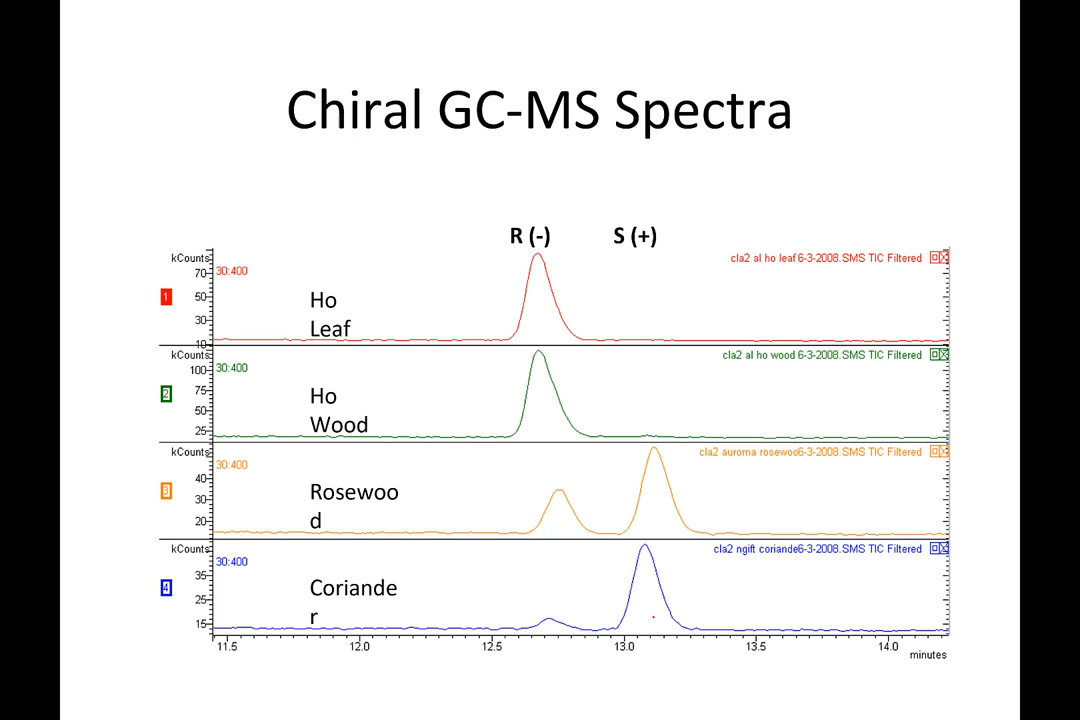 Chiral GC-MS Spectra
R (-) S (+)
kCounts 30:400 cla2 al ho leaf 6-3-2008.SMS TIC Filtered
70
1 50
30
10
Ho
Leaf
kCounts 30:400 cla2 al ho wood 6-3-2008.SMS TIC Filtered
100
2 75
50
25
Ho
Wood
kCounts 30:400 cla2 auroma rosewoo6-3-2008.SMS TIC Filtered
40
3 30
20
Rosewoo
d
kCounts 30:400 cla2 ngift coriande6-3-2008.SMS TIC Filtered
35
4 25
15
Coriande
r
11.5 12.0 12.5 13.0 13.5 14.0
minutes